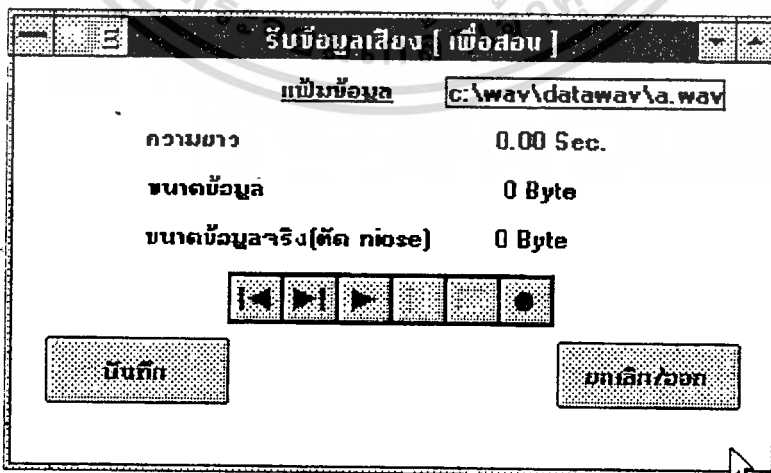 รับข้อมูลเสียง [ เพื่อสอน ]
แฟ้มข้อมูล c:\wav\datawav\a.wav
ความยาว 0.00 Sec.
ขนาดข้อมูล 0 Byte
ขนาดข้อมูลจริง(ตัด niose) 0 Byte
บันทึก ยกเลิก/ออก